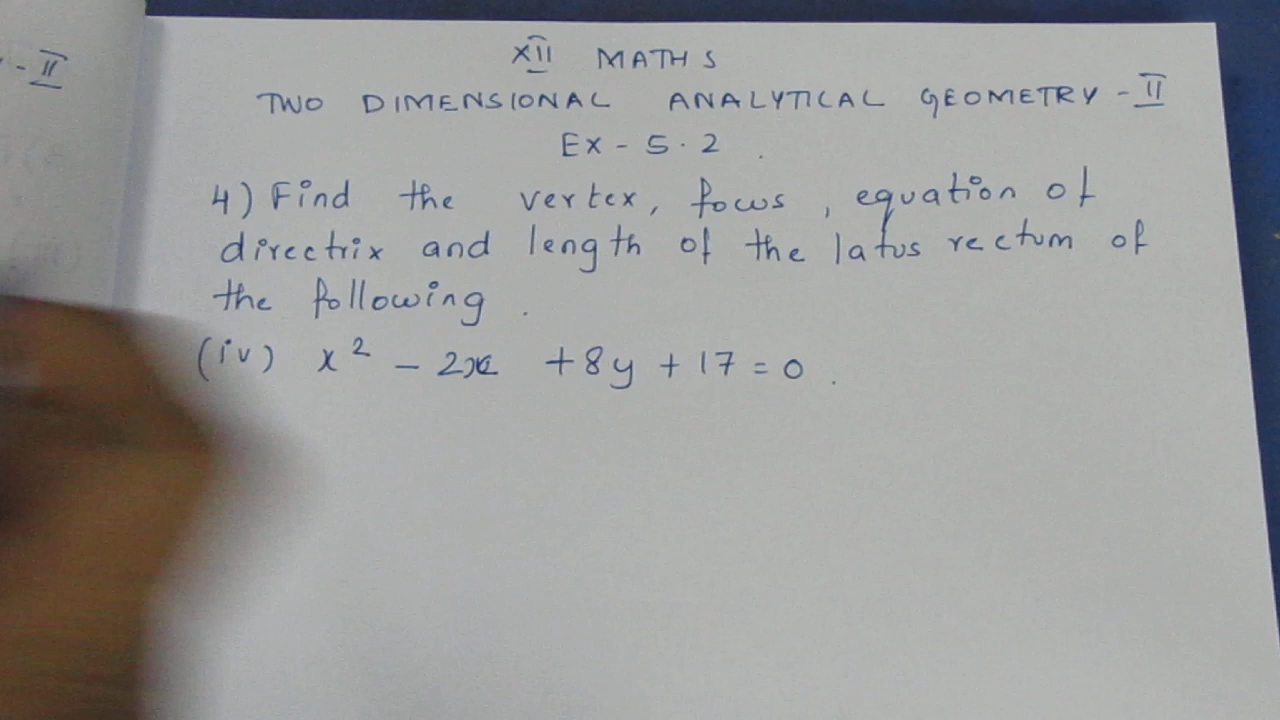 - II
XII MATHS
TWO DIMENSIONAL ANALYTICAL GEOMETRY - II
Ex - 5.2
4) Find the vertex, focus, equation of
directrix and length of the latus rectum of
the following.
(iv) x² - 2x + 8y + 17 = 0.